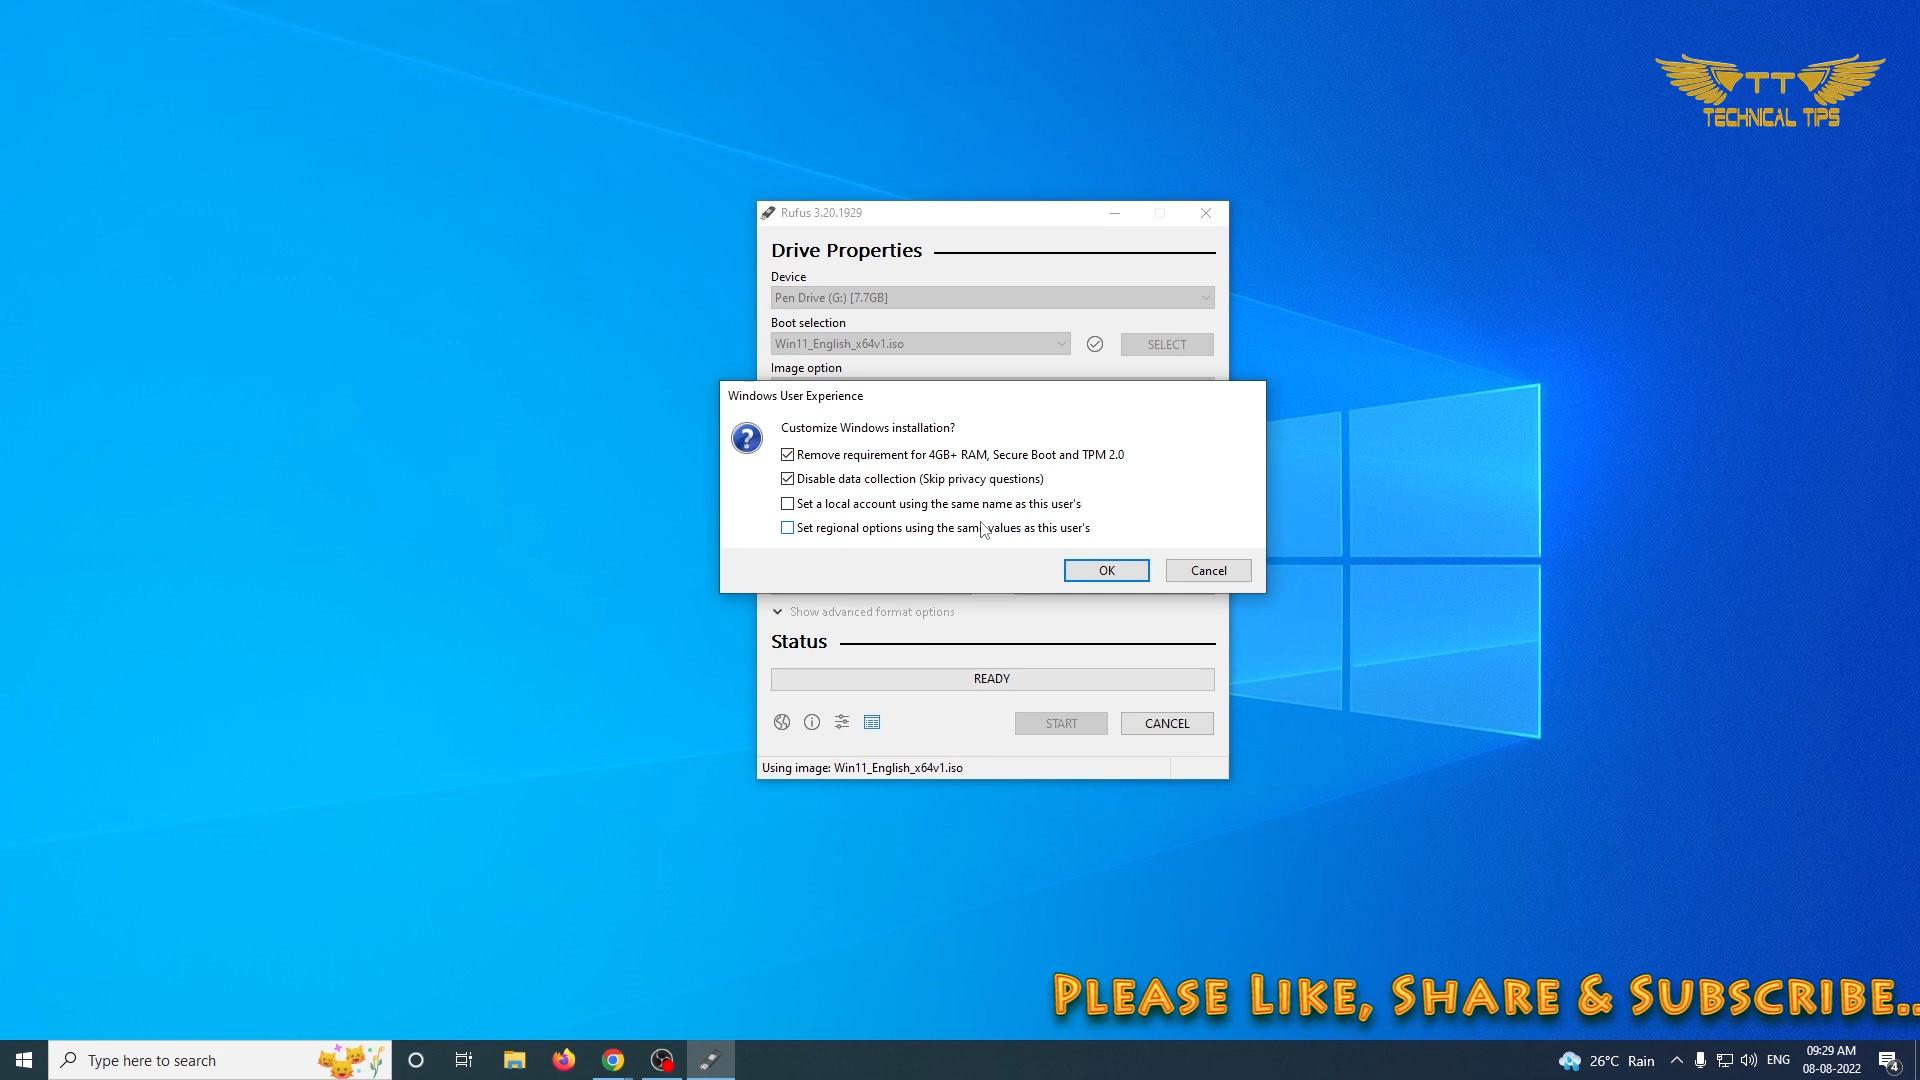 TT
TECHNICAL TIPS
Rufus 3.20.1929
Drive Properties
Device
Pen Drive (G:) [7.7GB]
Boot selection
Win11_English_x64v1.iso
SELECT
Image option
Windows User Experience
Customize Windows installation?
Remove requirement for 4GB+ RAM, Secure Boot and TPM 2.0
Disable data collection (Skip privacy questions)
Set a local account using the same name as this user's
Set regional options using the same values as this user's
OK
Cancel
Show advanced format options
Status
READY
START
CANCEL
Using image: Win11_English_x64v1.iso
Please Like, Share & Subscribe..
Type here to search
26°C Rain
ENG
09:29 AM
08-08-2022
4